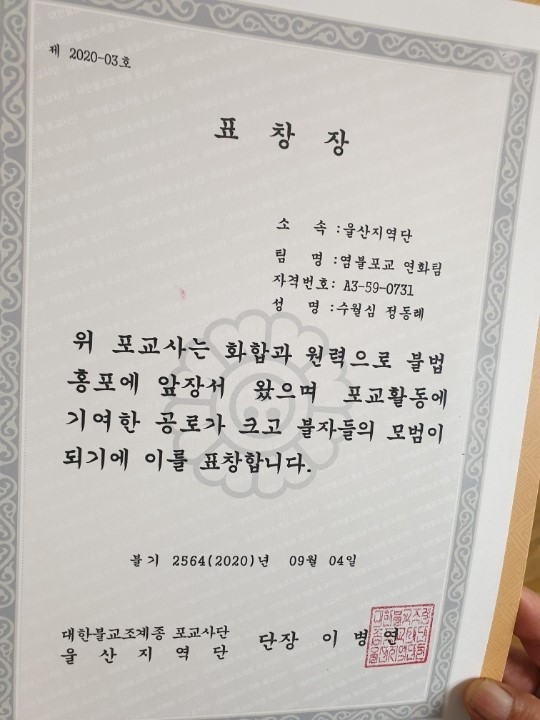 제 2020-03호
표 창 장
소 속 :울산지역단
팀 명 :염불포교 연화팀
자격번호: A3-59-0731
성 명 :수월심 정동례
위 포교사는 화합과 원력으로 불법
홍포에 앞장서 왔으며 포교활동에
기여한 공로가 크고 불자들의 모범이
되기에 이를 표창합니다.
불기 2564(2020)년 09월 04일
대한불교조계종 포교사단
울 산 지 역 단 단장 이 병 연